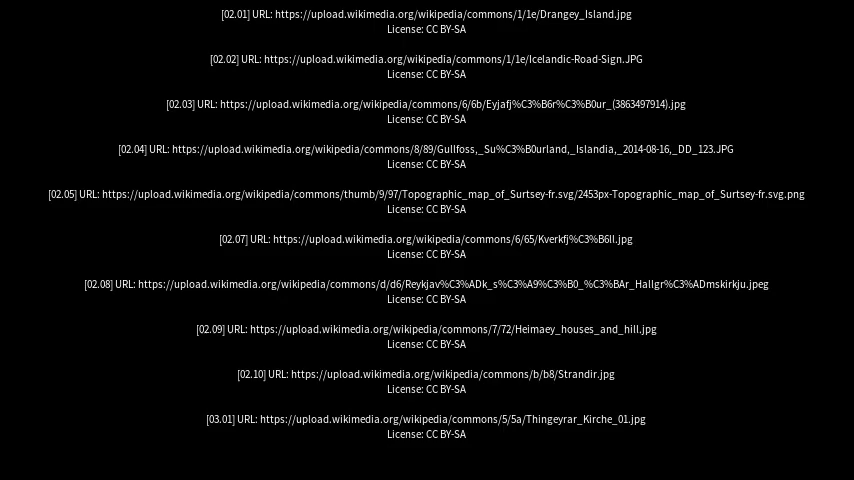 [02.01] URL: https://upload.wikimedia.org/wikipedia/commons/1/1e/Drangey_Island.jpg
License: CC BY-SA
[02.02] URL: https://upload.wikimedia.org/wikipedia/commons/1/1e/Icelandic-Road-Sign.JPG
License: CC BY-SA
[02.03] URL: https://upload.wikimedia.org/wikipedia/commons/6/6b/Eyjafj%C3%B6r%C3%B0ur_(3863497914).jpg
License: CC BY-SA
[02.04] URL: https://upload.wikimedia.org/wikipedia/commons/8/89/Gullfoss,_Su%C3%B0urland,_Islandia,_2014-08-16,_DD_123.JPG
License: CC BY-SA
[02.05] URL: https://upload.wikimedia.org/wikipedia/commons/thumb/9/97/Topographic_map_of_Surtsey-fr.svg/2453px-Topographic_map_of_Surtsey-fr.svg.png
License: CC BY-SA
[02.07] URL: https://upload.wikimedia.org/wikipedia/commons/6/65/Kverkfj%C3%B6ll.jpg
License: CC BY-SA
[02.08] URL: https://upload.wikimedia.org/wikipedia/commons/d/d6/Reykjav%C3%ADk_s%C3%A9%C3%B0_%C3%BAr_Hallgr%C3%ADmskirkju.jpeg
License: CC BY-SA
[02.09] URL: https://upload.wikimedia.org/wikipedia/commons/7/72/Heimaey_houses_and_hill.jpg
License: CC BY-SA
[02.10] URL: https://upload.wikimedia.org/wikipedia/commons/b/b8/Strandir.jpg
License: CC BY-SA
[03.01] URL: https://upload.wikimedia.org/wikipedia/commons/5/5a/Thingeyrar_Kirche_01.jpg
License: CC BY-SA